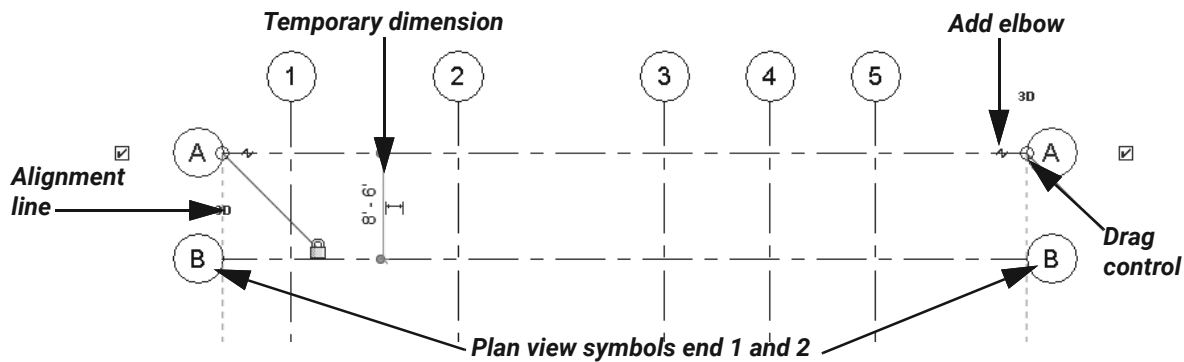 Temporary dimension
Add elbow
1 2 3 4 5
3D
A A
Alignment
line
3D
8' - 6'
B B
Drag
control
Plan view symbols end 1 and 2